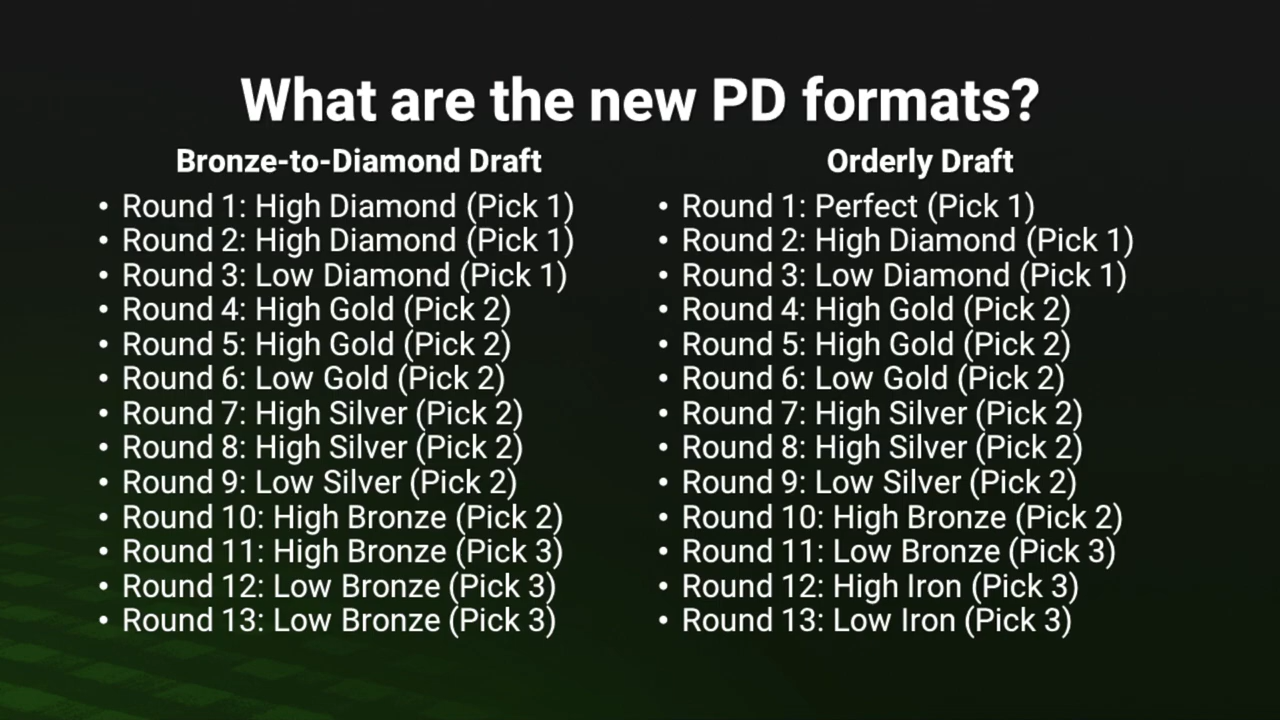 What are the new PD formats?
Bronze-to-Diamond Draft
• Round 1: High Diamond (Pick 1)
• Round 2: High Diamond (Pick 1)
• Round 3: Low Diamond (Pick 1)
• Round 4: High Gold (Pick 2)
• Round 5: High Gold (Pick 2)
• Round 6: Low Gold (Pick 2)
• Round 7: High Silver (Pick 2)
• Round 8: High Silver (Pick 2)
• Round 9: Low Silver (Pick 2)
• Round 10: High Bronze (Pick 2)
• Round 11: High Bronze (Pick 3)
• Round 12: Low Bronze (Pick 3)
• Round 13: Low Bronze (Pick 3)
Orderly Draft
• Round 1: Perfect (Pick 1)
• Round 2: High Diamond (Pick 1)
• Round 3: Low Diamond (Pick 1)
• Round 4: High Gold (Pick 2)
• Round 5: High Gold (Pick 2)
• Round 6: Low Gold (Pick 2)
• Round 7: High Silver (Pick 2)
• Round 8: High Silver (Pick 2)
• Round 9: Low Silver (Pick 2)
• Round 10: High Bronze (Pick 2)
• Round 11: Low Bronze (Pick 3)
• Round 12: High Iron (Pick 3)
• Round 13: Low Iron (Pick 3)